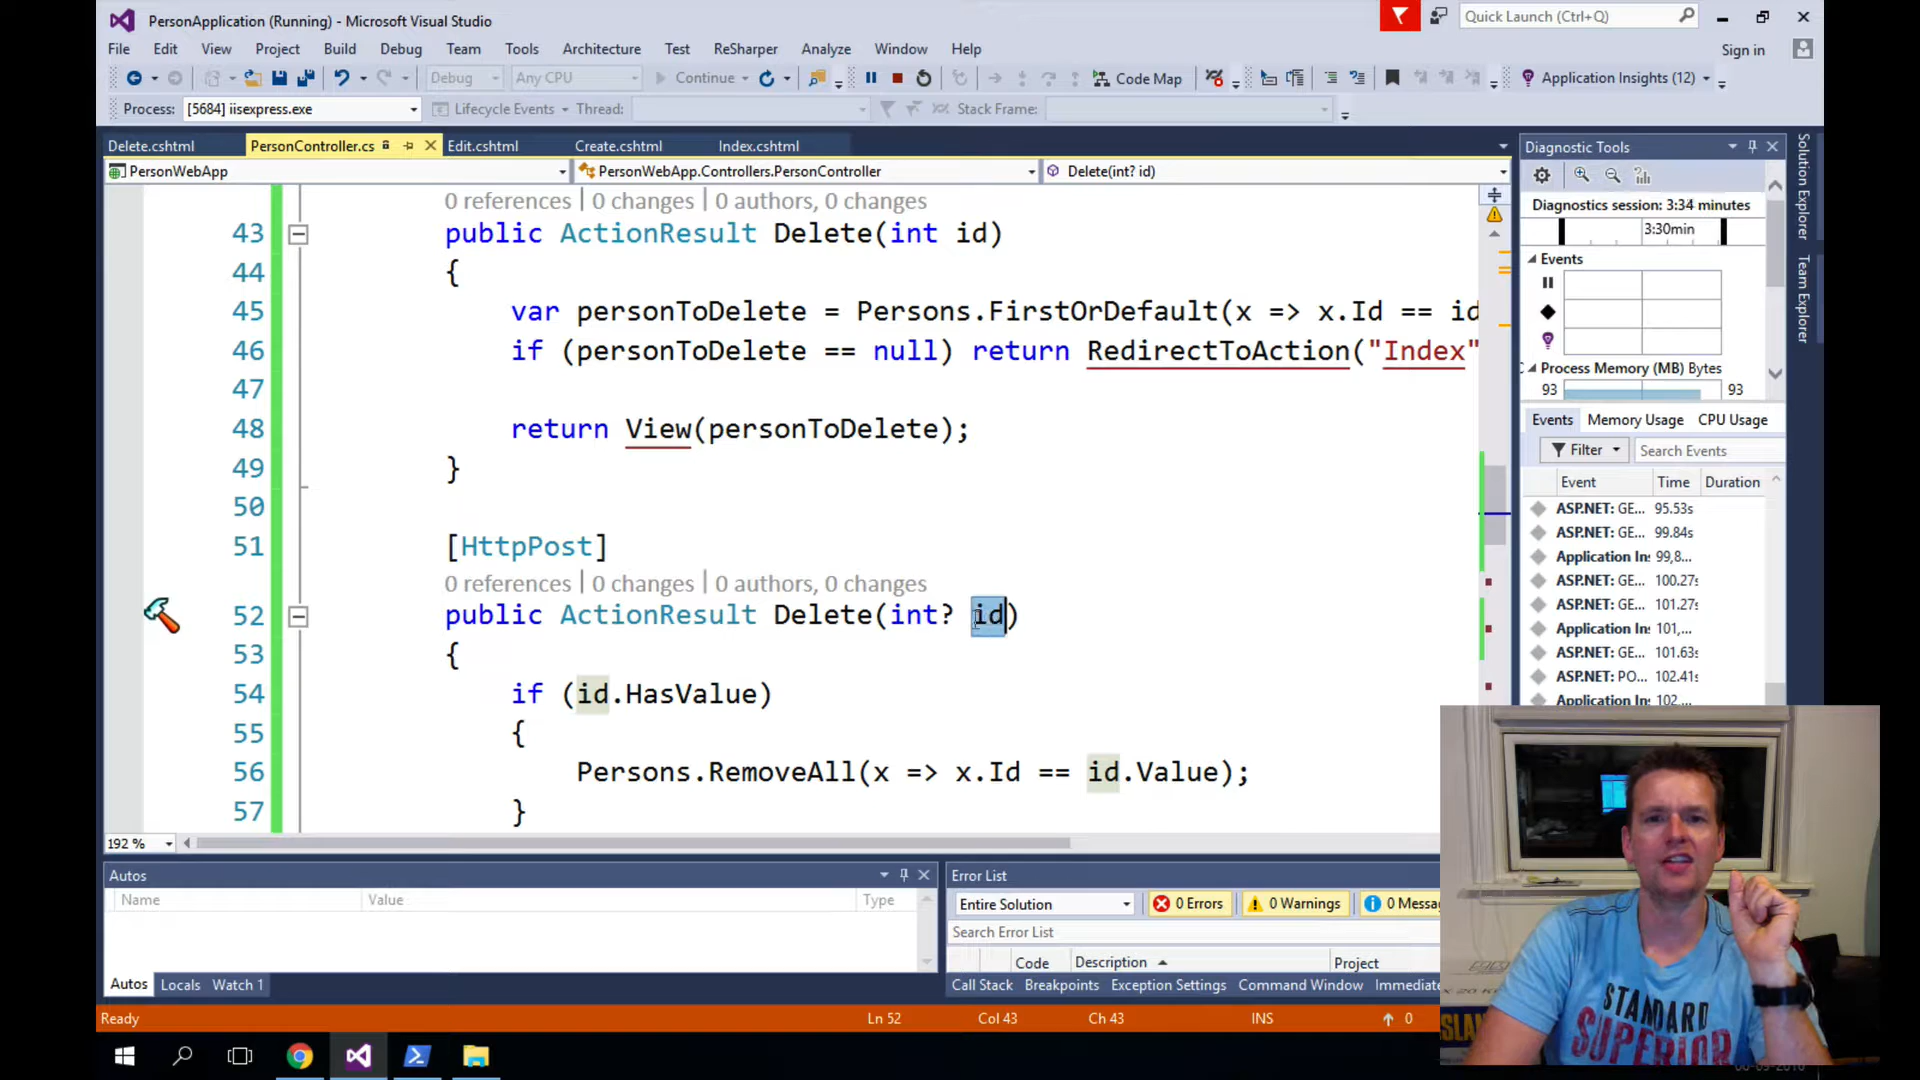 PersonApplication (Running) - Microsoft Visual Studio
Quick Launch (Ctrl+Q)
File Edit View Project Build Debug Team Tools Architecture Test ReSharper Analyze Window Help
Sign in
Debug Any CPU Continue Code Map Application Insights (12)
Process: [5684] iisexpress.exe Lifecycle Events Thread: Stack Frame:
Delete.cshtml PersonController.cs Edit.cshtml Create.cshtml Index.cshtml
PersonWebApp PersonWebApp.Controllers.PersonController Delete(int? id)
0 references | 0 changes | 0 authors, 0 changes
43 public ActionResult Delete(int id)
44 {
45 var personToDelete = Persons.FirstOrDefault(x => x.Id == id
46 if (personToDelete == null) return RedirectToAction("Index"
47
48 return View(personToDelete);
49 }
50
51 [HttpPost]
0 references | 0 changes | 0 authors, 0 changes
52 public ActionResult Delete(int? id)
53 {
54 if (id.HasValue)
55 {
56 Persons.RemoveAll(x => x.Id == id.Value);
57 }
192 %
Diagnostic Tools
Diagnostics session: 3:34 minutes
3:30min
Events
Process Memory (MB) Bytes
93 93
Events Memory Usage CPU Usage
Filter Search Events
Event Time Duration
ASP.NET: GE... 95.53s
ASP.NET: GE... 99.84s
Application In 99,8...
ASP.NET: GE... 100.27s
ASP.NET: GE... 101.27s
Application In 101,...
ASP.NET: GE... 101.63s
ASP.NET: PO... 102.41s
Application In 102....
Solution Explorer
Team Explorer
Autos
Name Value Type
Autos Locals Watch 1
Error List
Entire Solution 0 Errors 0 Warnings 0 Messa
Search Error List
Code Description Project
Call Stack Breakpoints Exception Settings Command Window Immediate
Ready Ln 52 Col 43 Ch 43 INS 0
STANDARD
SUPERIOR